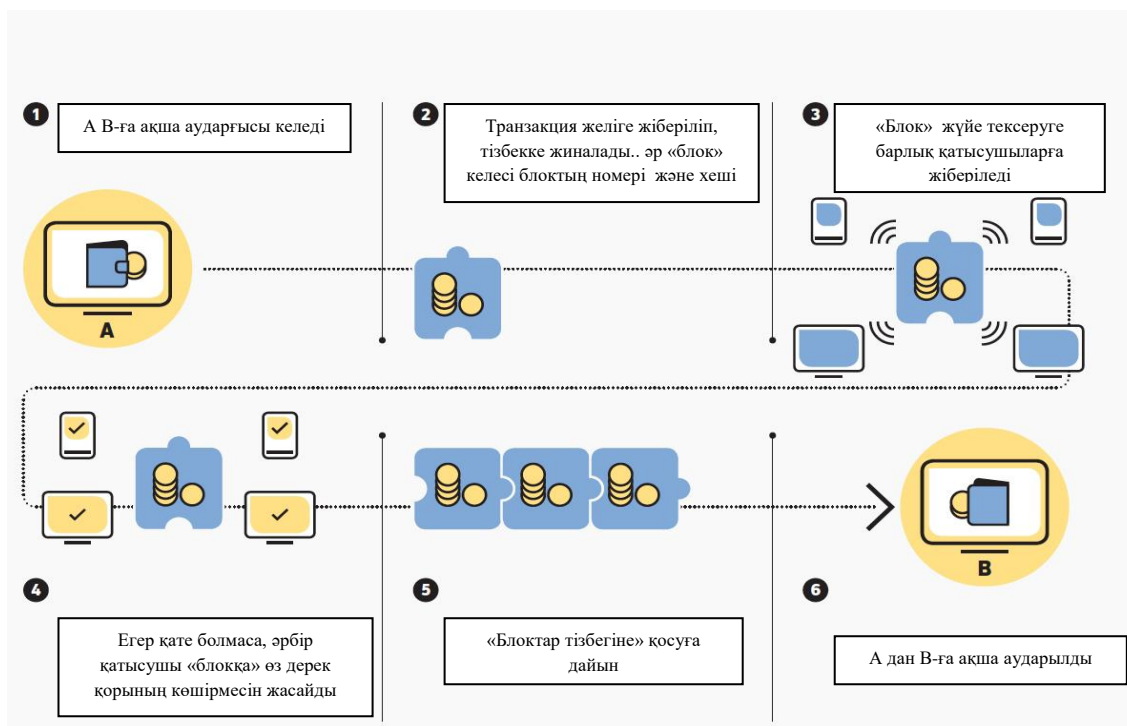 1
А В-ға ақша аударғысы келеді
2
Транзакция желіге жіберіліп,
тізбекке жиналады.. әр «блок»
келесі блоктың номері және хеші
3
«Блок» жүйе тексеруге
барлық қатысушыларға
жіберіледі
A
4
Егер қате болмаса, әрбір
қатысушы «блокқа» өз дерек
қорының көшірмесін жасайды
5
«Блоктар тізбегіне» қосуға
дайын
B
6
А дан В-ға ақша аударылды